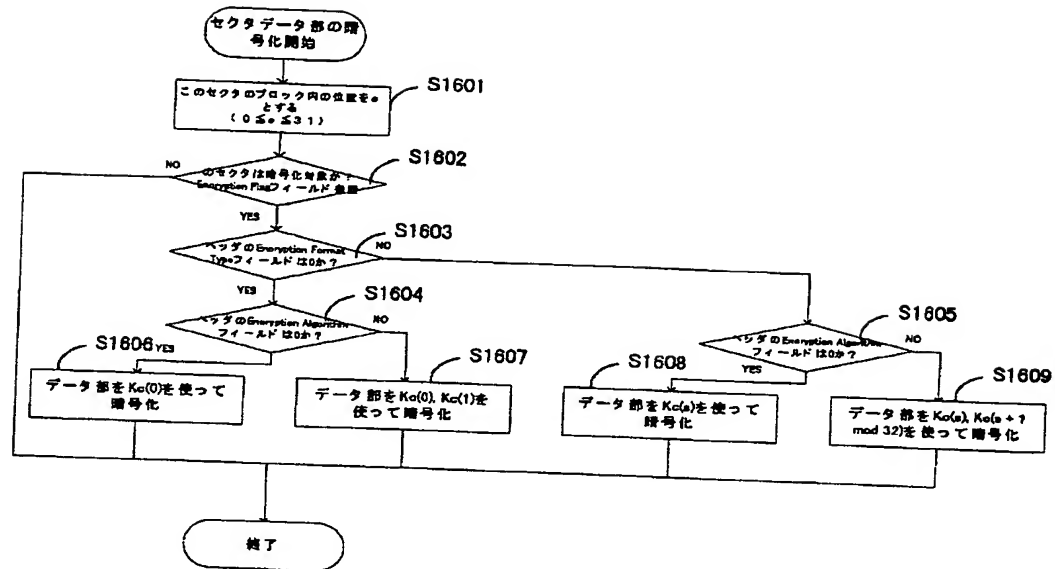 セクタデータ部の暗
号化開始
このセクタのブロック内の位置をs
とする
( 0 ≦ s ≦ 3 1 )
S1601
NO
のセクタは暗号化対象か?
Encryption Flagフィールド 参照
S1602
YES
ヘッダのEncryption Format
Typeフィールド は0か?
S1603
NO
YES
ヘッダのEncryption Algorithm
フィールド は0か?
S1604
NO
ヘッダのEncryption Algorithm
フィールド は0か?
S1605
NO
YES
S1606
YES
データ部をKc(0)を使って
暗号化
S1607
データ部をKc(0), Kc(1)を
使って暗号化
S1608
データ部をKc(s)を使って
暗号化
S1609
データ部をKc(s), Kc(s +
mod 32)を使って暗号化
終了